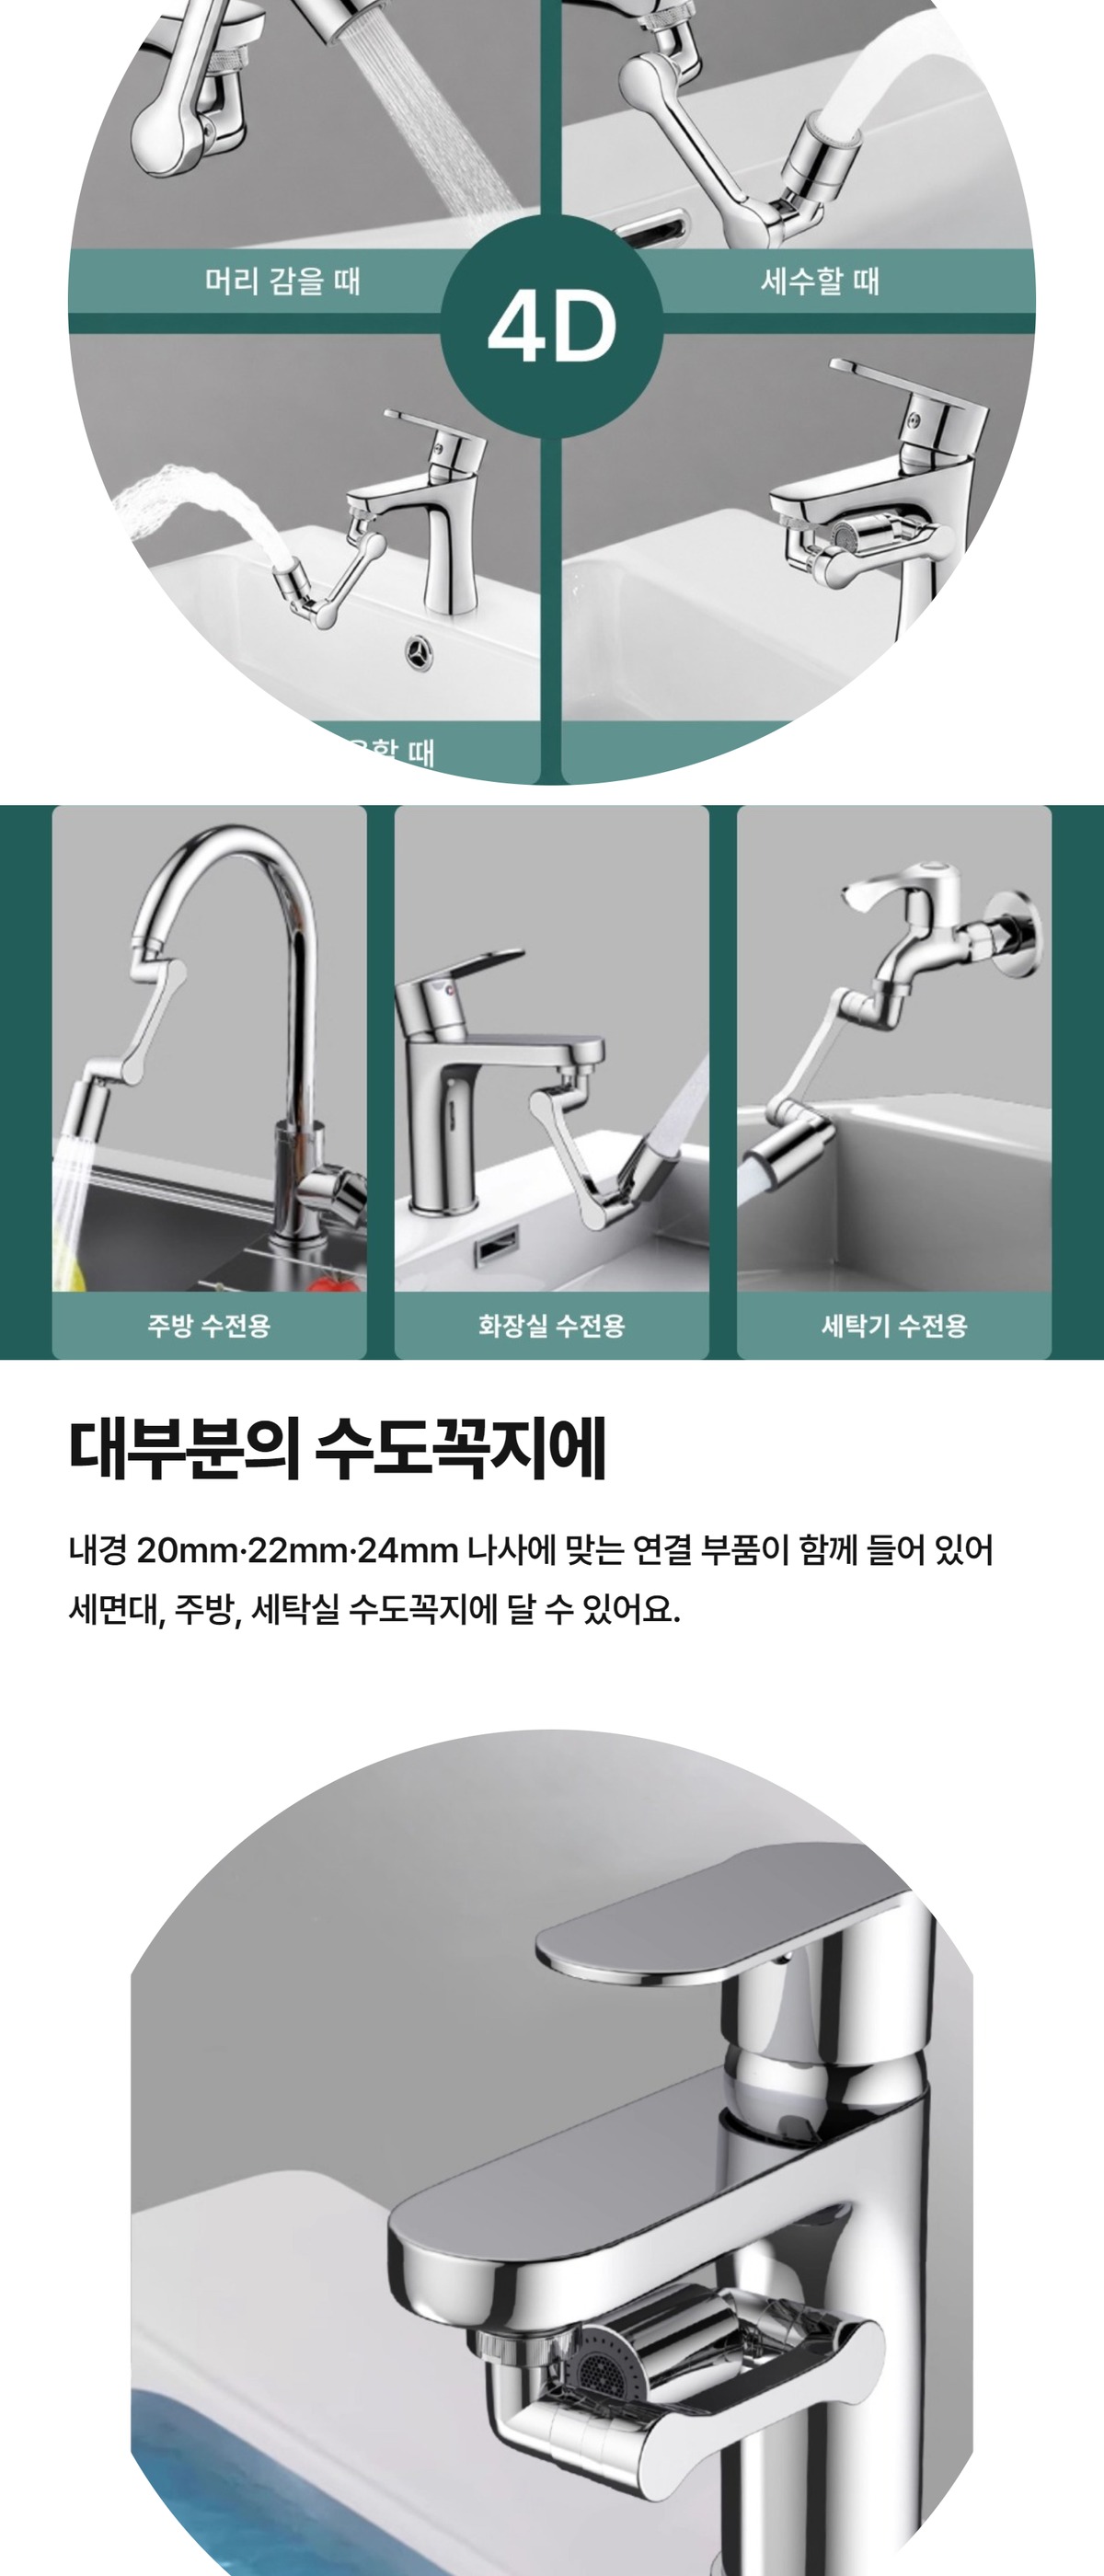 머리 감을 때
세수할 때
4D
때
주방 수전용
화장실 수전용
세탁기 수전용
대부분의 수도꼭지에
내경 20mm·22mm·24mm 나사에 맞는 연결 부품이 함께 들어 있어
세면대, 주방, 세탁실 수도꼭지에 달 수 있어요.